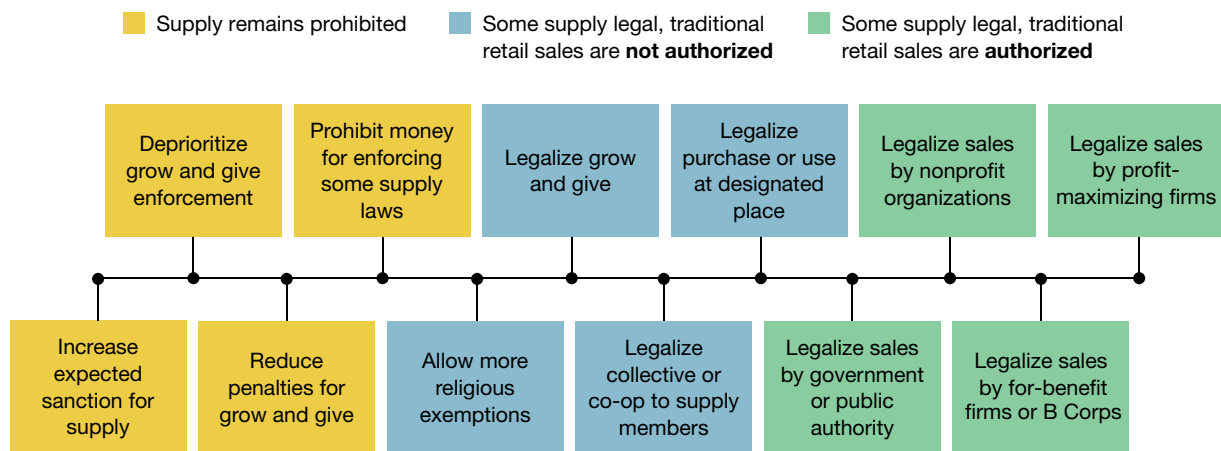 Supply remains prohibited
Some supply legal, traditional
retail sales are not authorized
Some supply legal, traditional
retail sales are authorized
Deprioritize
grow and give
enforcement
Prohibit money
for enforcing
some supply
laws
Legalize grow
and give
Legalize
purchase or use
at designated
place
Legalize sales
by nonprofit
organizations
Legalize sales
by profit-
maximizing firms
Increase
expected
sanction for
supply
Reduce
penalties for
grow and give
Allow more
religious
exemptions
Legalize
collective or
co-op to supply
members
Legalize sales
by government
or public
authority
Legalize sales
by for-benefit
firms or B Corps